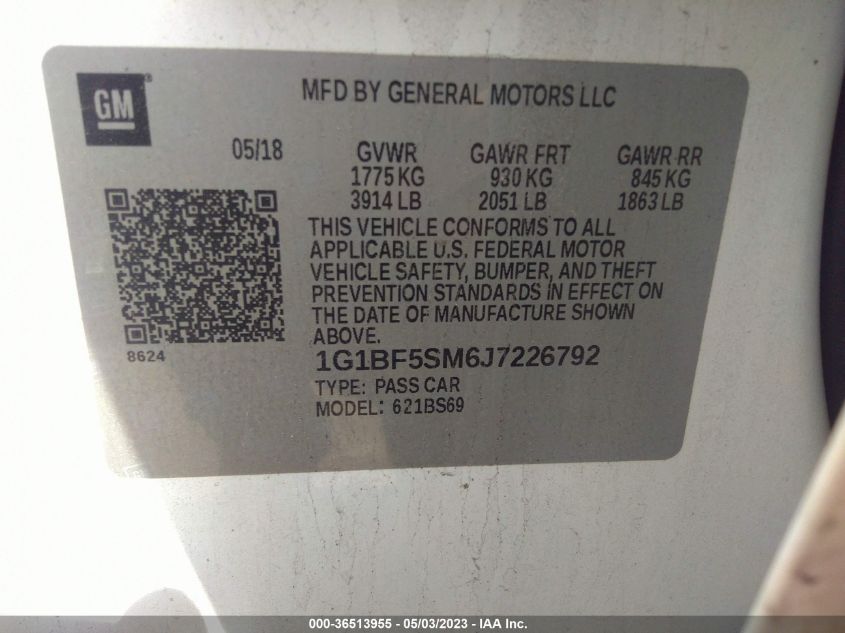 GM®
MFD BY GENERAL MOTORS LLC
05/18 GVWR GAWR FRT GAWR RR
1775 KG 930 KG 845 KG
3914 LB 2051 LB 1863 LB
THIS VEHICLE CONFORMS TO ALL
APPLICABLE U.S. FEDERAL MOTOR
VEHICLE SAFETY, BUMPER, AND THEFT
PREVENTION STANDARDS IN EFFECT ON
THE DATE OF MANUFACTURE SHOWN
ABOVE.
8624
1G1BF5SM6J7226792
TYPE: PASS CAR
MODEL: 621BS69
000-36513955 - 05/03/2023 - IAA Inc.